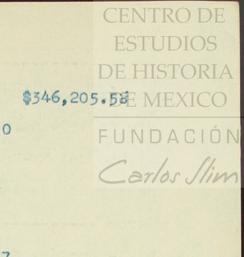 CENTRO DE
ESTUDIOS
DE HISTORIA
DE MEXICO
$346,205.58
O
FUNDACIÓN
Carlos Slim